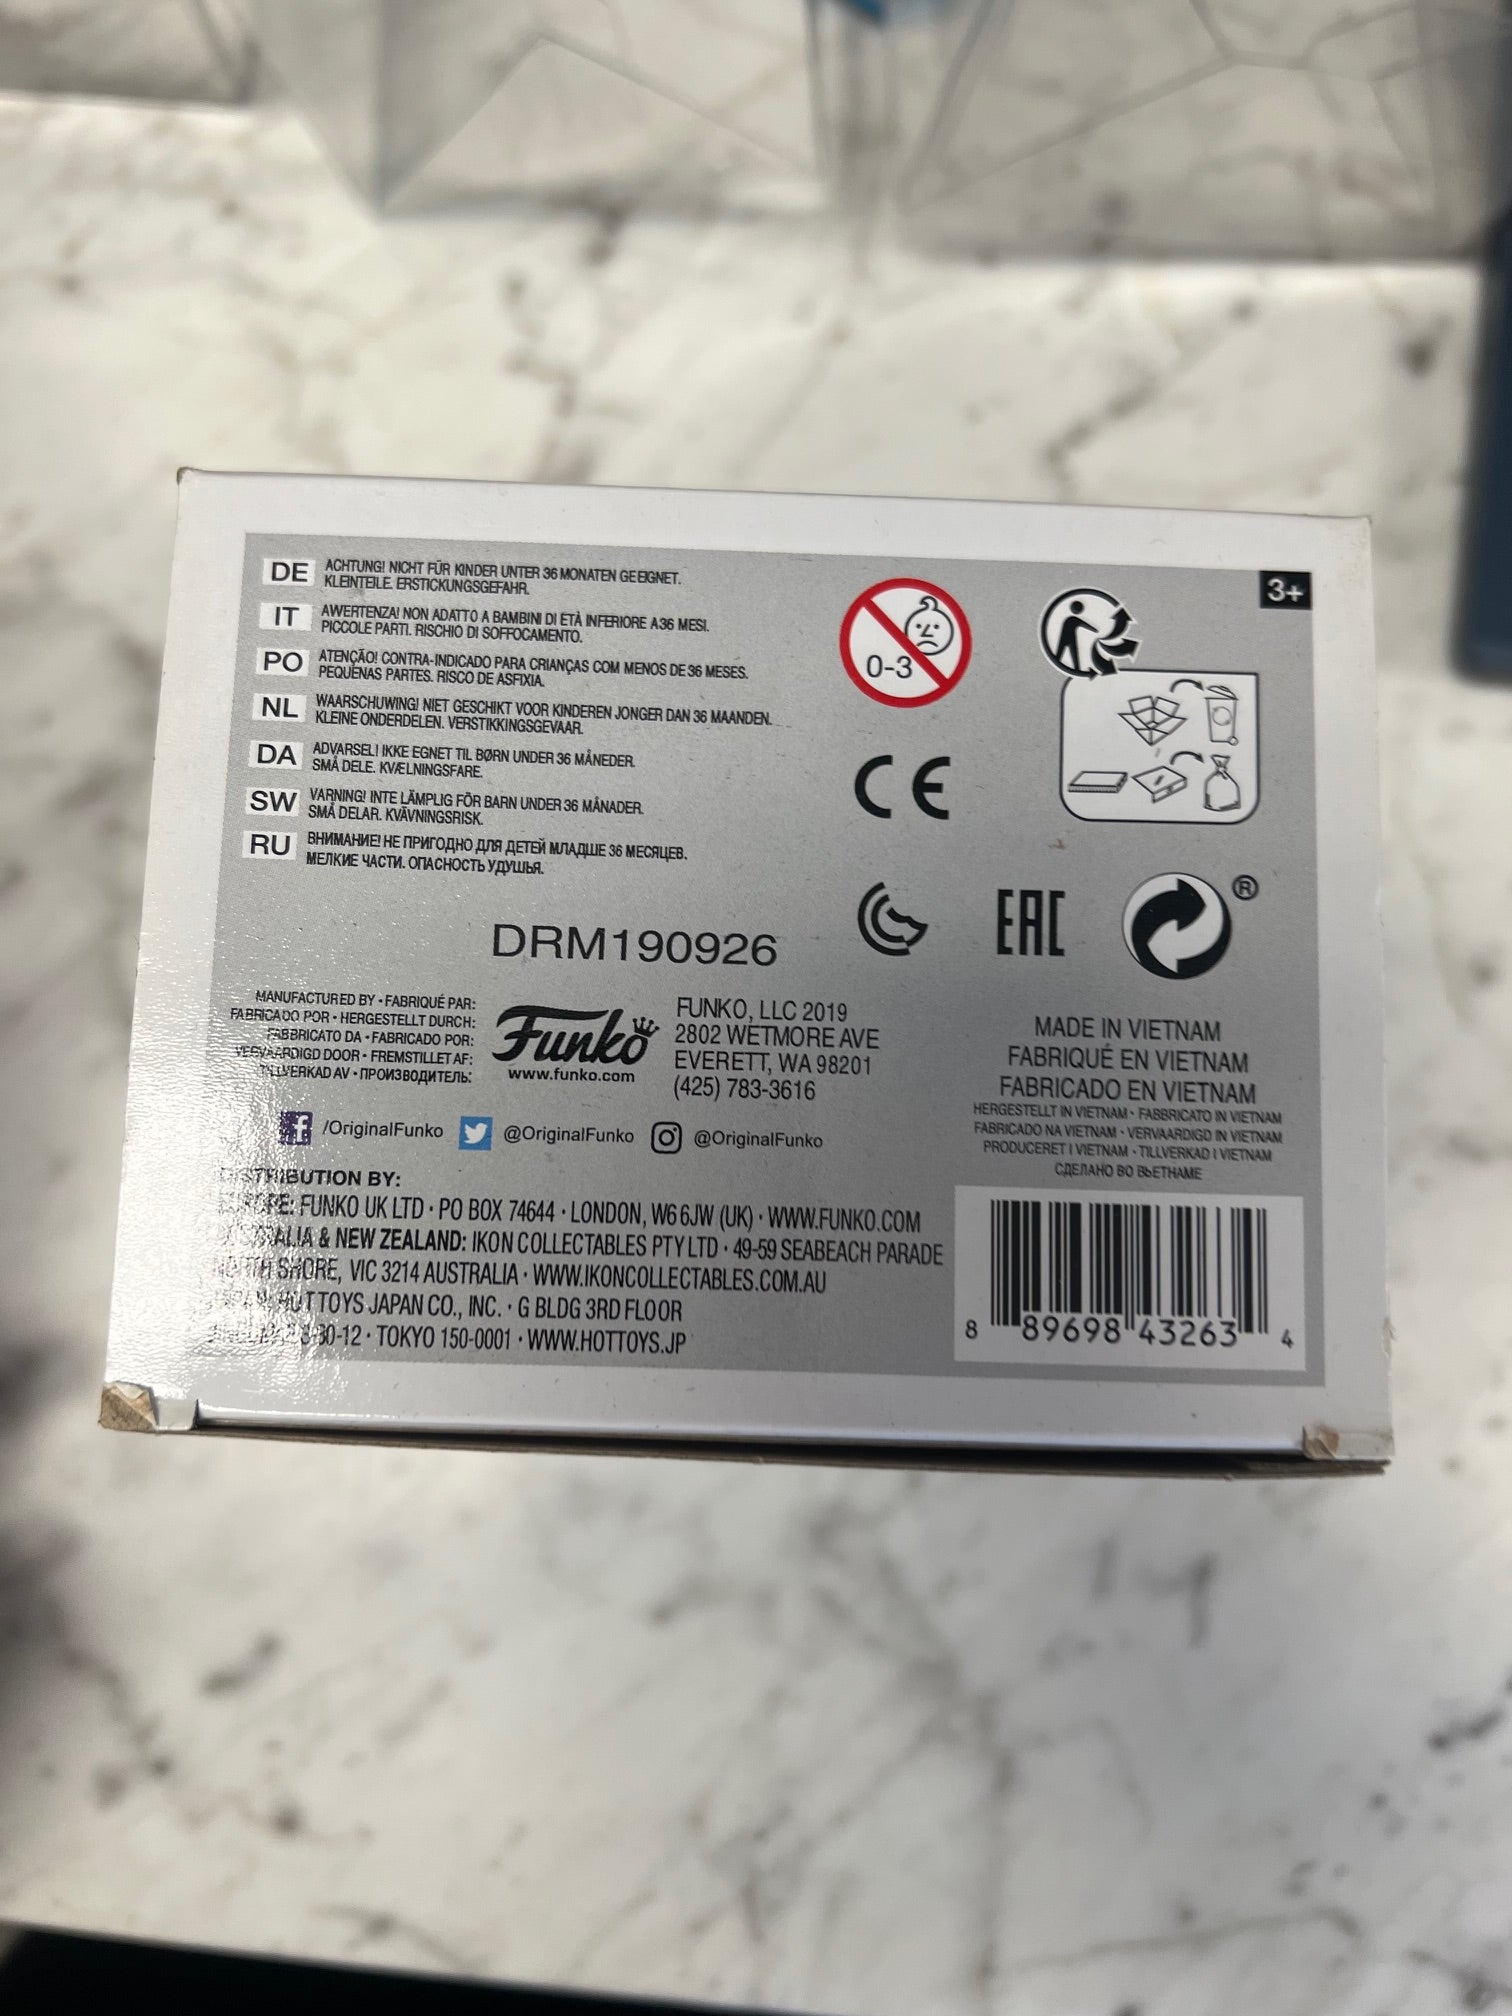 DE ACHTUNG! NICHT FÜR KINDER UNTER 36 MONATEN GEEIGNET.
KLEINTEILE. ERSTICKUNGSGEFAHR.
IT AWERTENZA! NON ADATTO A BAMBINI DI ETÀ INFERIORE A 36 MESI.
PICCOLE PARTI. RISCHIO DI SOFFOCAMENTO.
PO ATENÇÃO! CONTRA-INDICADO PARA CRIANÇAS COM MENOS DE 36 MESES.
PEQUENAS PARTES. RISCO DE ASFIXIA.
NL WAARSCHUWING! NIET GESCHIKT VOOR KINDEREN JONGER DAN 36 MAANDEN.
KLEINE ONDERDELEN. VERSTIKKINGSGEVAAR.
DA ADVARSEL! IKKE EGNET TIL BØRN UNDER 36 MÅNEDER.
SMÅ DELE. KVÆLNINGSFARE.
SW VARNING! INTE LÄMPLIG FÖR BARN UNDER 36 MÅNADER.
SMÅ DELAR. KVÄVNINGSRISK.
RU ВНИМАНИЕ! НЕ ПРИГОДНО ДЛЯ ДЕТЕЙ МЛАДШЕ 36 МЕСЯЦЕВ.
МЕЛКИЕ ЧАСТИ. ОПАСНОСТЬ УДУШЬЯ.
0-3
3+
CE
EAC
®
DRM190926
MANUFACTURED BY • FABRIQUÉ PAR:
FABRICADO POR • HERGESTELLT DURCH:
FABBRICATO DA • FABRICADO POR:
VERVAARDIGD DOOR • FREMSTILLET AF:
TILLVERKAD AV • ПРОИЗВОДИТЕЛЬ:
Funko
www.funko.com
FUNKO, LLC 2019
2802 WETMORE AVE
EVERETT, WA 98201
(425) 783-3616
MADE IN VIETNAM
FABRIQUÉ EN VIETNAM
FABRICADO EN VIETNAM
HERGESTELLT IN VIETNAM • FABBRICATO IN VIETNAM
FABRICADO NA VIETNAM • VERVAARDIGD IN VIETNAM
PRODUCERET I VIETNAM • TILLVERKAD I VIETNAM
СДЕЛАНО ВО ВЬЕТНАМЕ
/OriginalFunko @OriginalFunko @OriginalFunko
DISTRIBUTION BY:
EUROPE: FUNKO UK LTD • PO BOX 74644 • LONDON, W6 6JW (UK) • WWW.FUNKO.COM
AUSTRALIA & NEW ZEALAND: IKON COLLECTABLES PTY LTD • 49-59 SEABEACH PARADE
NORTH SHORE, VIC 3214 AUSTRALIA • WWW.IKONCOLLECTABLES.COM.AU
JAPAN: HOT TOYS JAPAN CO., INC. • G BLDG 3RD FLOOR
30-12 • TOKYO 150-0001 • WWW.HOTTOYS.JP
8 89698 43263 4